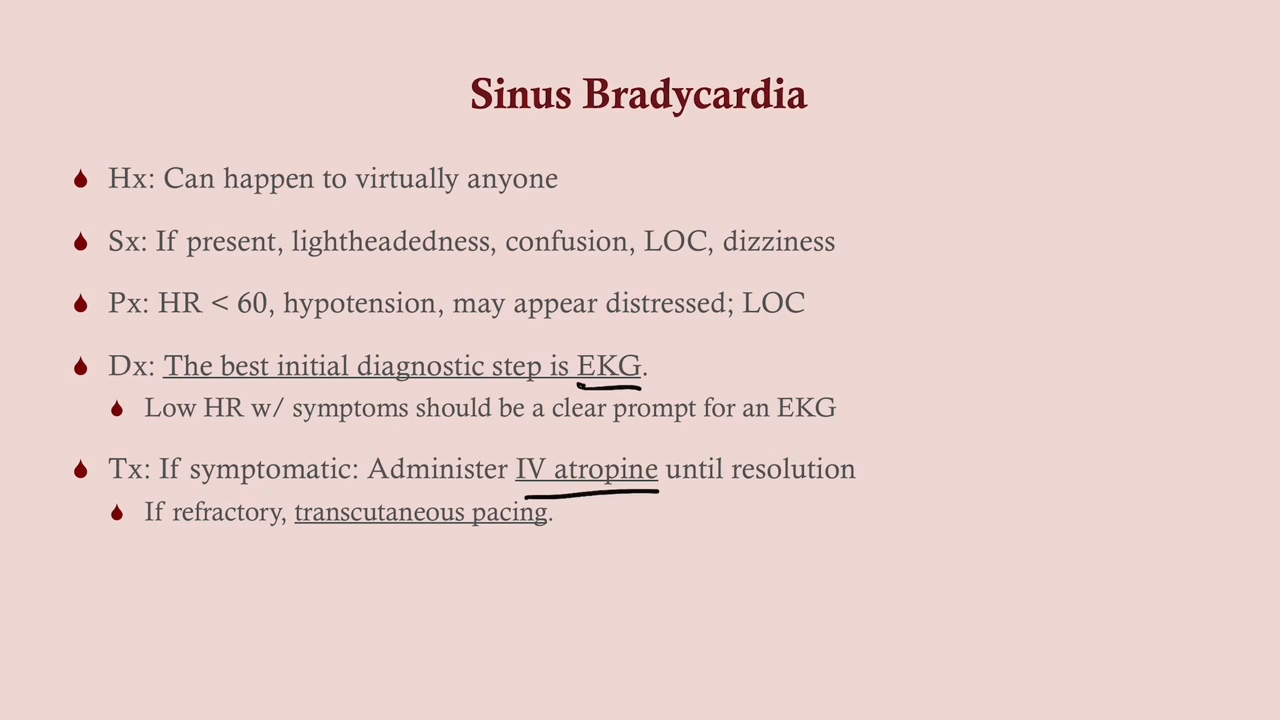 Sinus Bradycardia
Hx: Can happen to virtually anyone
Sx: If present, lightheadedness, confusion, LOC, dizziness
Px: HR < 60, hypotension, may appear distressed; LOC
Dx: The best initial diagnostic step is EKG.
Low HR w/ symptoms should be a clear prompt for an EKG
Tx: If symptomatic: Administer IV atropine until resolution
If refractory, transcutaneous pacing.